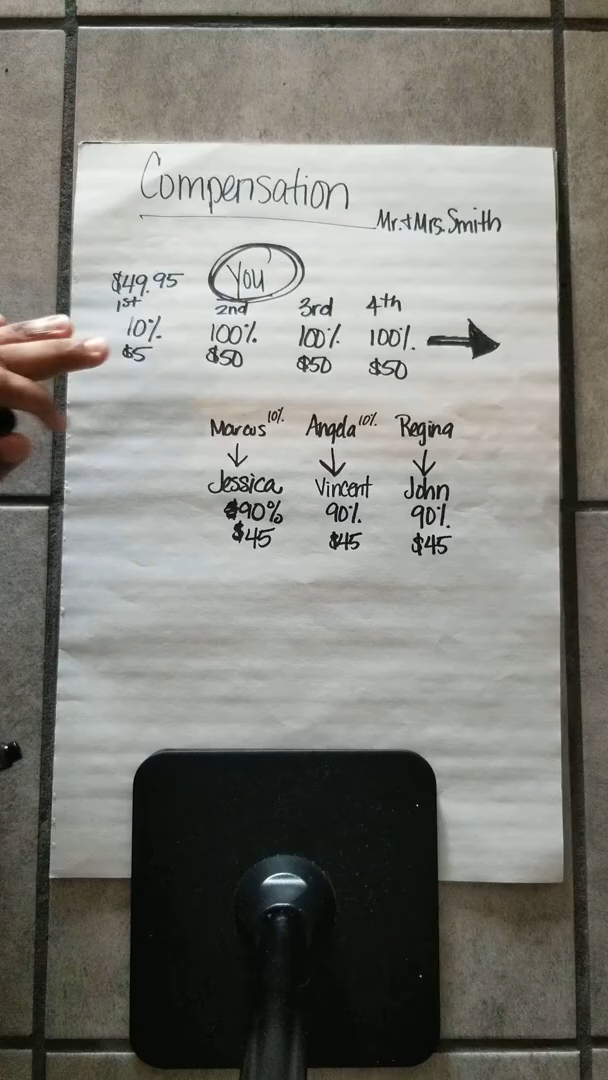 Compensation
Mr. + Mrs. Smith
$49.95 You
1st 2nd 3rd 4th
10% 100% 100% 100%
$5 $50 $50 $50
Marcus 10% Angela 10% Regina
Jessica Vincent John
90% 90% 90%
$45 $45 $45